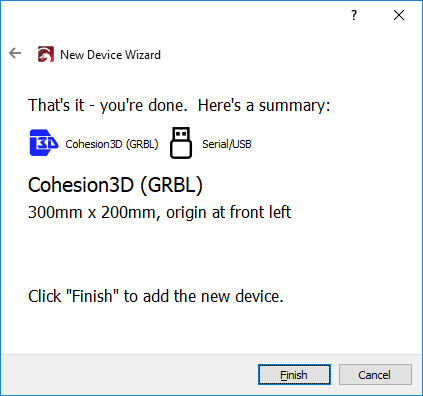 ?
New Device Wizard
That's it - you're done. Here's a summary:
3D Cohesion3D (GRBL) Serial/USB
Cohesion3D (GRBL)
300mm x 200mm, origin at front left
Click "Finish" to add the new device.
Finish Cancel